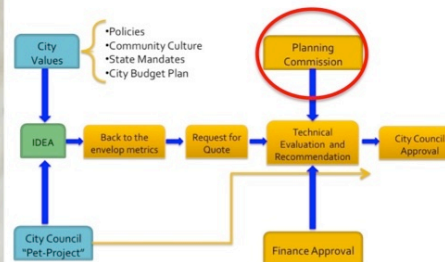 City
Values
•Policies
•Community Culture
•State Mandates
•City Budget Plan
Planning
Commission
IDEA
Back to the
envelop metrics
Request for
Quote
Technical
Evaluation and
Recommendation
City Council
Approval
City Council
"Pet-Project"
Finance Approval